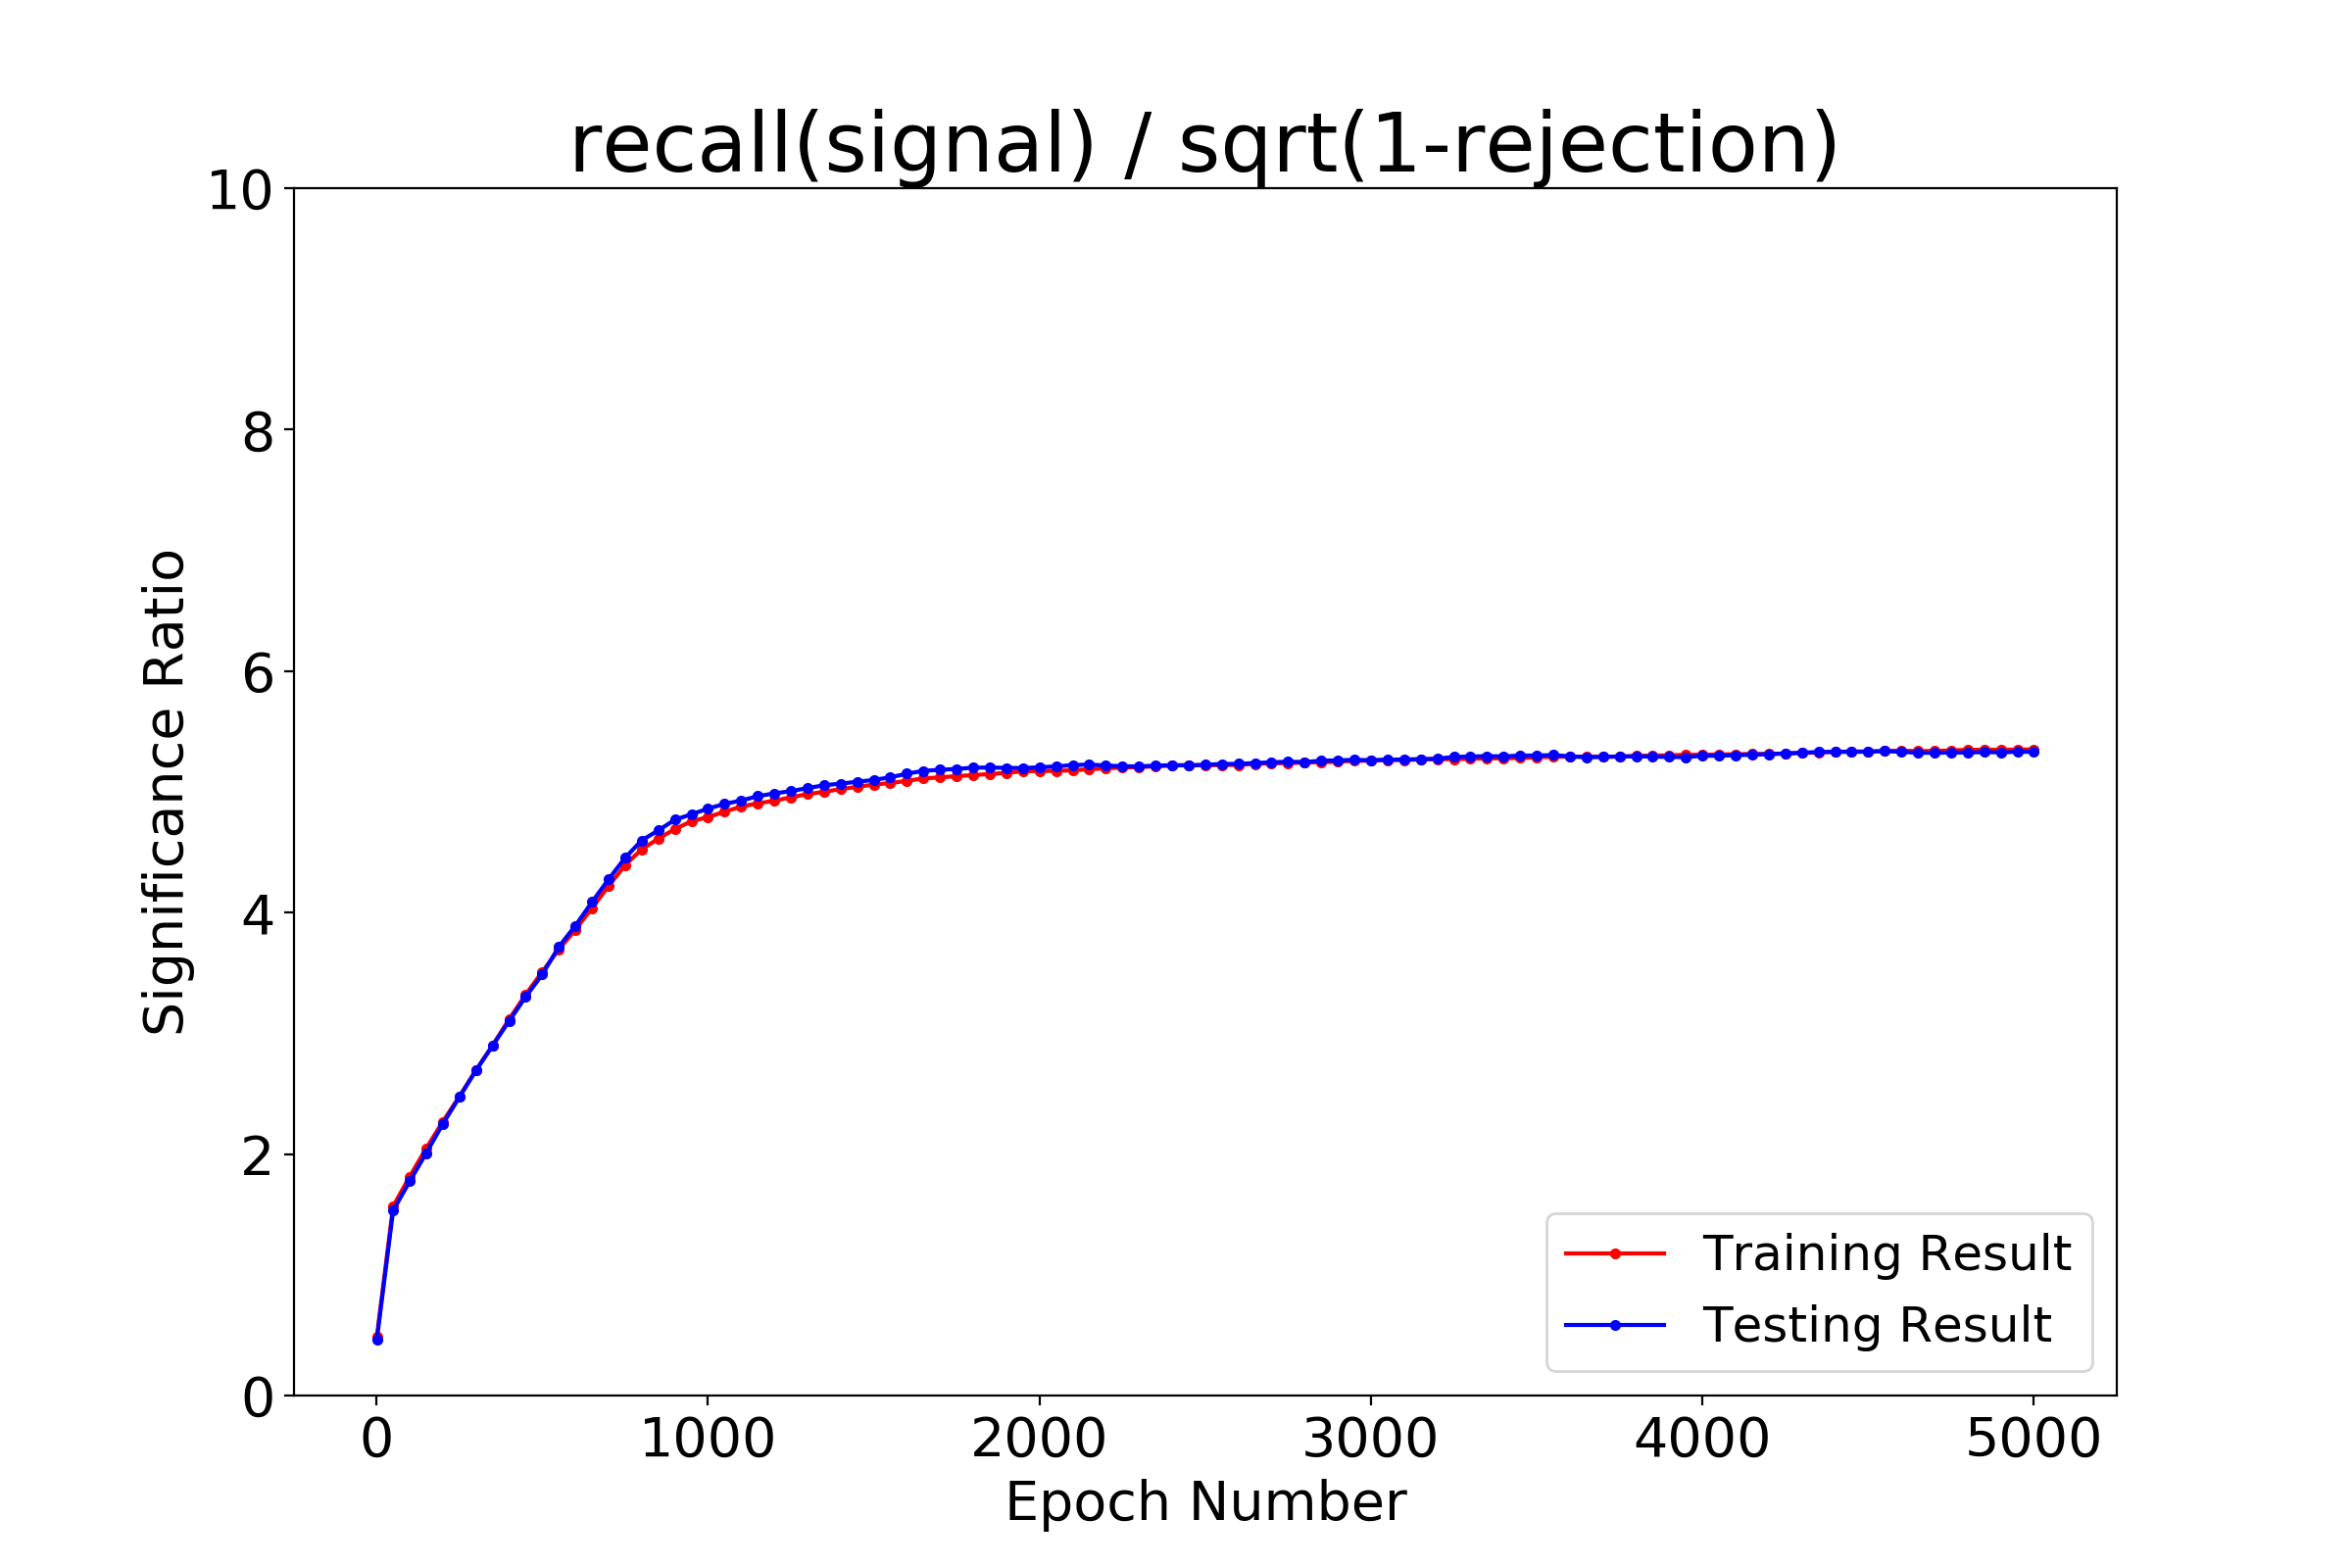 recall(signal) / sqrt(1-rejection)
10
8
6
4
2
0
Significance Ratio
0 1000 2000 3000 4000 5000
Epoch Number
Training Result
Testing Result